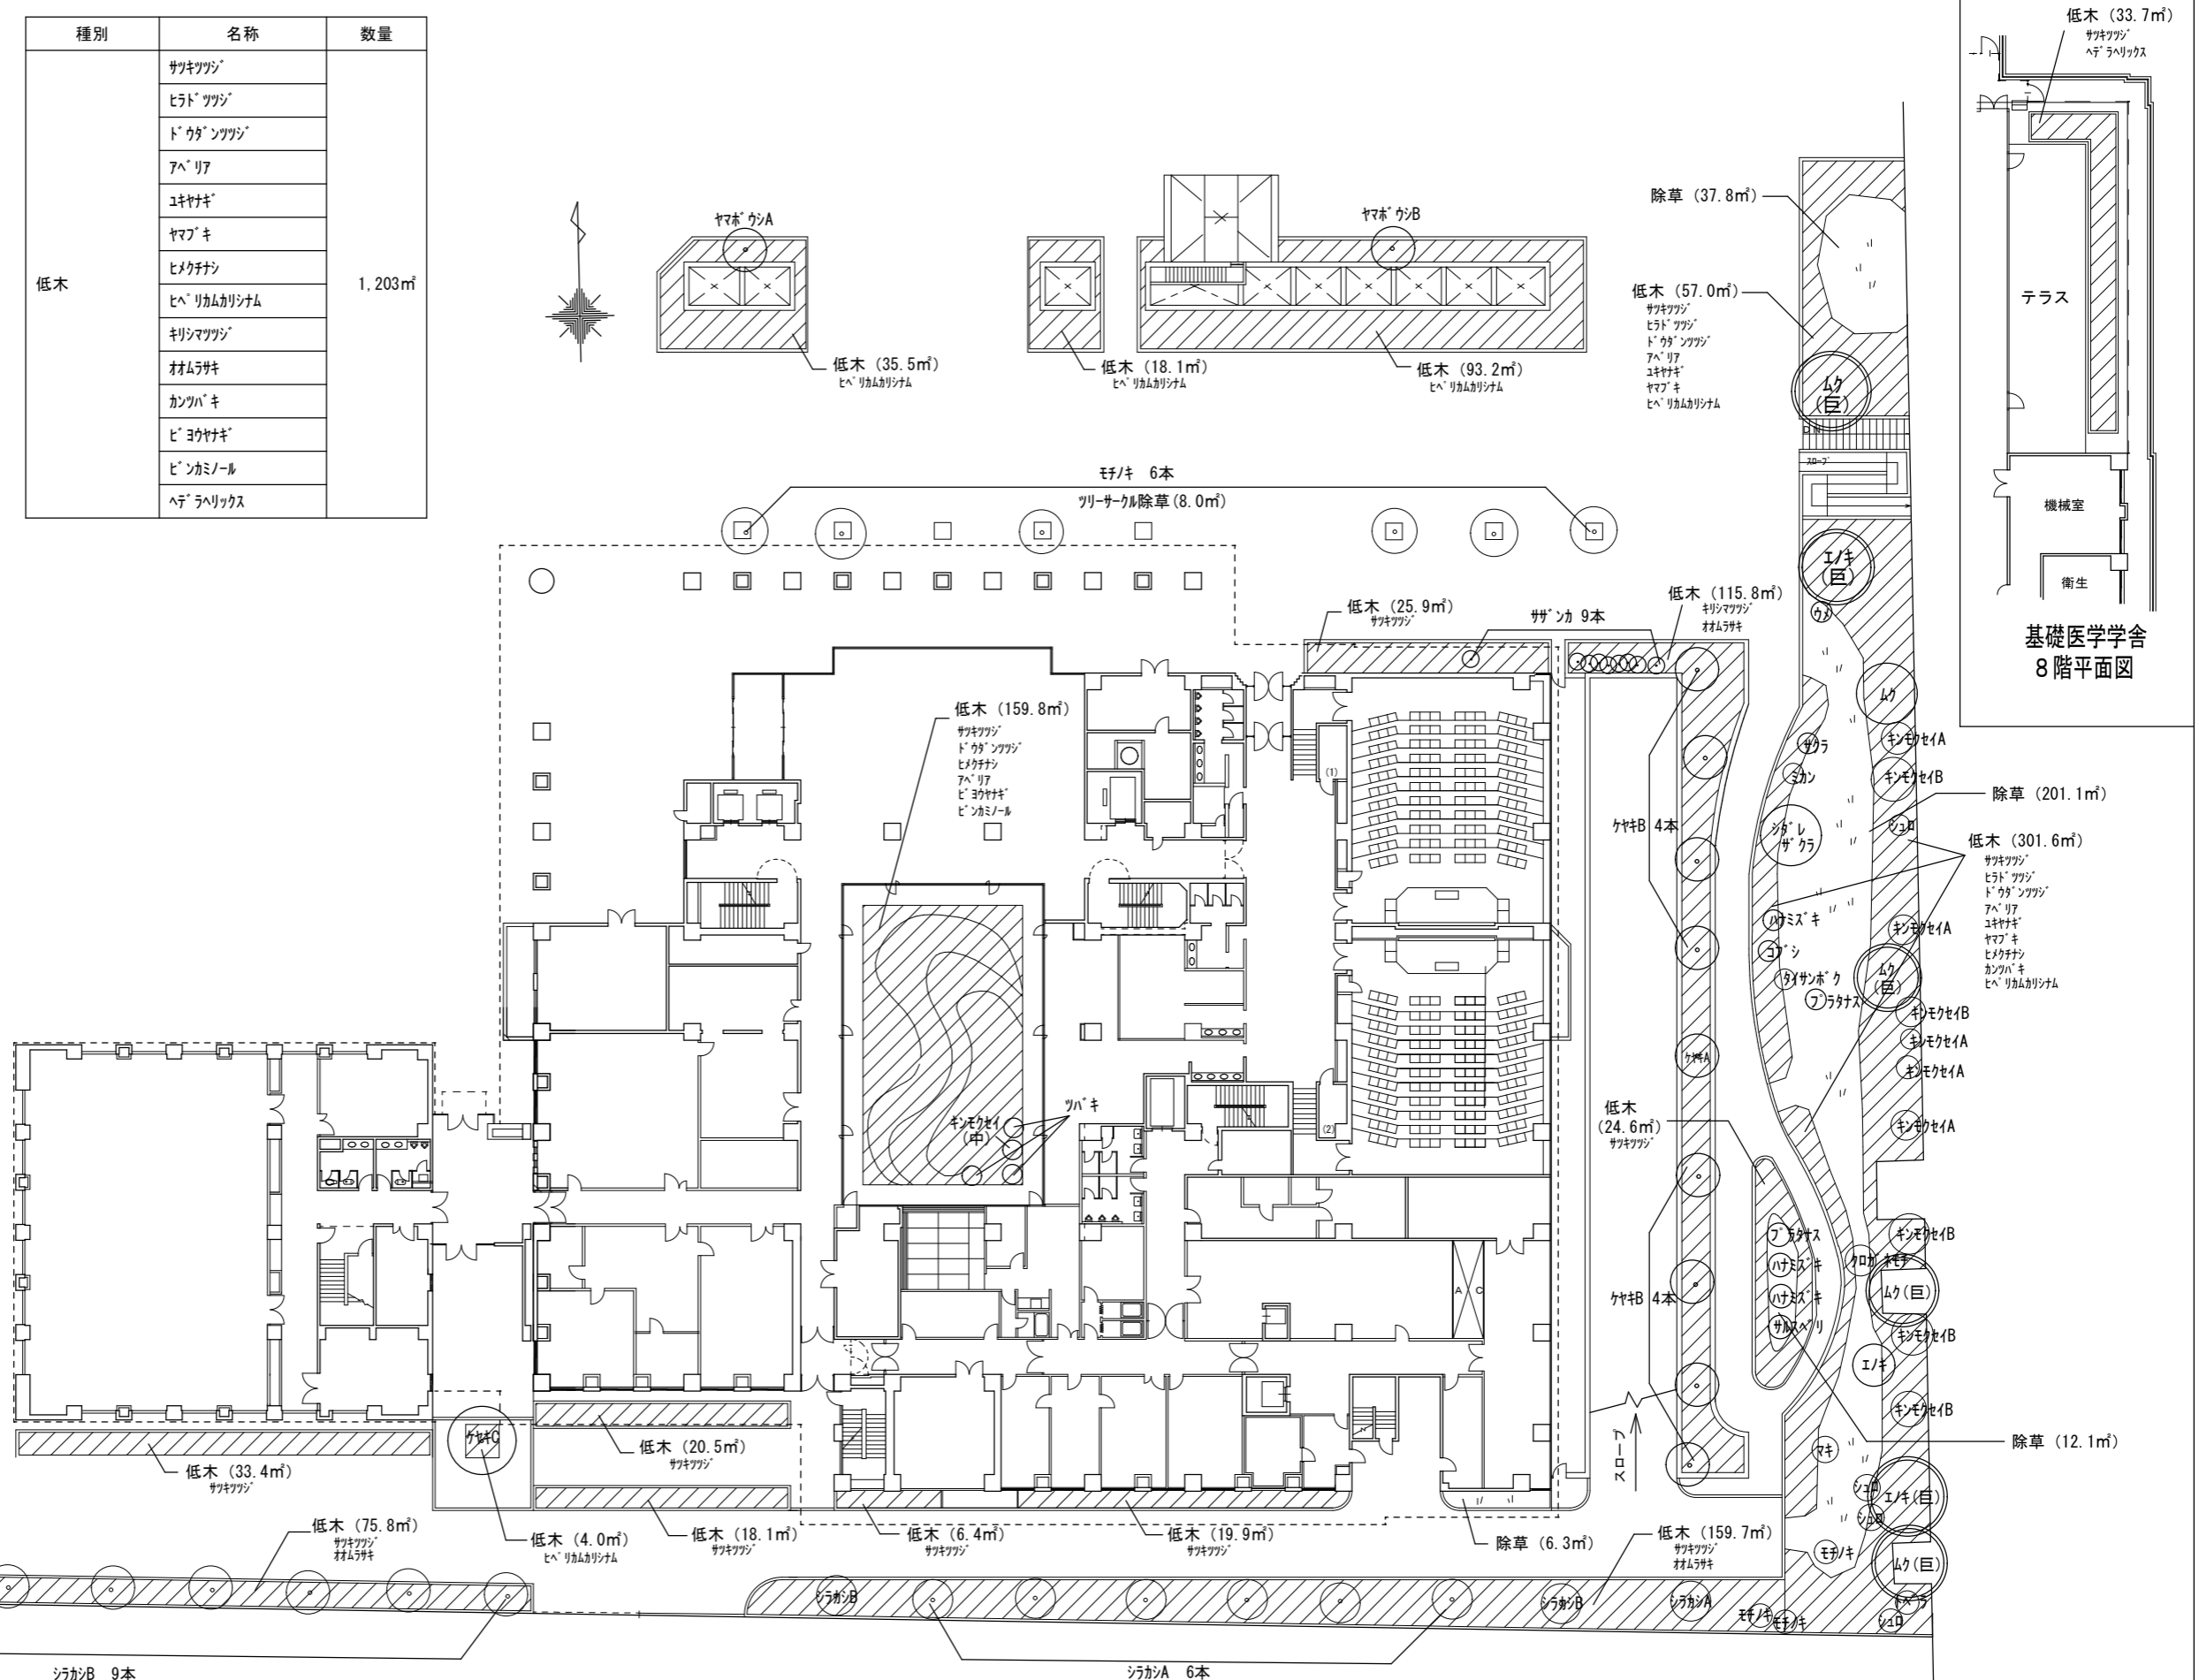 種別 名称 数量
低木 1,203㎡
サツキツツジ
ヒラドツツジ
ドウダンツツジ
アベリア
ユキヤナギ
ヤマブキ
ヒメクチナシ
ヒペリカムカリシナム
キリシマツツジ
オオムラサキ
カンツバキ
ビヨウヤナギ
ビンカミノール
ヘデラヘリックス
ヤマボウシA
低木（35.5㎡）
ヒペリカムカリシナム
低木（18.1㎡）
ヒペリカムカリシナム
ヤマボウシB
低木（93.2㎡）
ヒペリカムカリシナム
除草（37.8㎡）
低木（57.0㎡）
サツキツツジ
ヒラドツツジ
ドウダンツツジ
アベリア
ユキヤナギ
ヤマブキ
ヒペリカムカリシナム
ムク
(巨)
DN
スロープ
低木（33.7㎡）
サツキツツジ
ヘデラヘリックス
テラス
機械室
衛生
基礎医学学舎
8階平面図
モチノキ 6本
ツリーサークル除草(8.0㎡)
エノキ
(巨)
ウメ
低木（25.9㎡）
サツキツツジ
サザンカ 9本
低木（115.8㎡）
キリシマツツジ
オオムラサキ
ムク
キンモクセイA
サクラ
ミカン
キンモクセイB
シダレ
ザクラ
シュロ
除草（201.1㎡）
低木（301.6㎡）
サツキツツジ
ヒラドツツジ
ドウダンツツジ
アベリア
ユキヤナギ
ヤマブキ
ヒメクチナシ
カンツバキ
ヒペリカムカリシナム
低木（159.8㎡）
サツキツツジ
ドウダンツツジ
ヒメクチナシ
アベリア
ビヨウヤナギ
ビンカミノール
(1)
ケヤキB 4本
ハナミズキ
キンモクセイA
コブシ
タイサンボク
プラタナス
ムク
(巨)
キンモクセイB
キンモクセイA
キンモクセイA
キンモクセイA
ケヤキA
ツバキ
キンモクセイ
(中)
(2)
低木
(24.6㎡)
サツキツツジ
プラタナス
ハナミズキ
ハナミズキ
サルスベリ
キンモクセイB
クロガネモチ
ムク(巨)
キンモクセイB
エノキ
キンモクセイB
ケヤキB 4本
A C
スロープ
除草（12.1㎡）
マキ
シュロ
エノキ(巨)
シュロ
モチノキ
ムク(巨)
トベラ
シュロ
モチノキ
モチノキ
ケヤキC
低木（33.4㎡）
サツキツツジ
低木（20.5㎡）
サツキツツジ
低木（75.8㎡）
サツキツツジ
オオムラサキ
低木（4.0㎡）
ヒペリカムカリシナム
低木（18.1㎡）
サツキツツジ
低木（6.4㎡）
サツキツツジ
低木（19.9㎡）
サツキツツジ
除草（6.3㎡）
低木（159.7㎡）
サツキツツジ
オオムラサキ
シラカシB
シラカシB
シラカシA
シラカシB 9本
シラカシA 6本